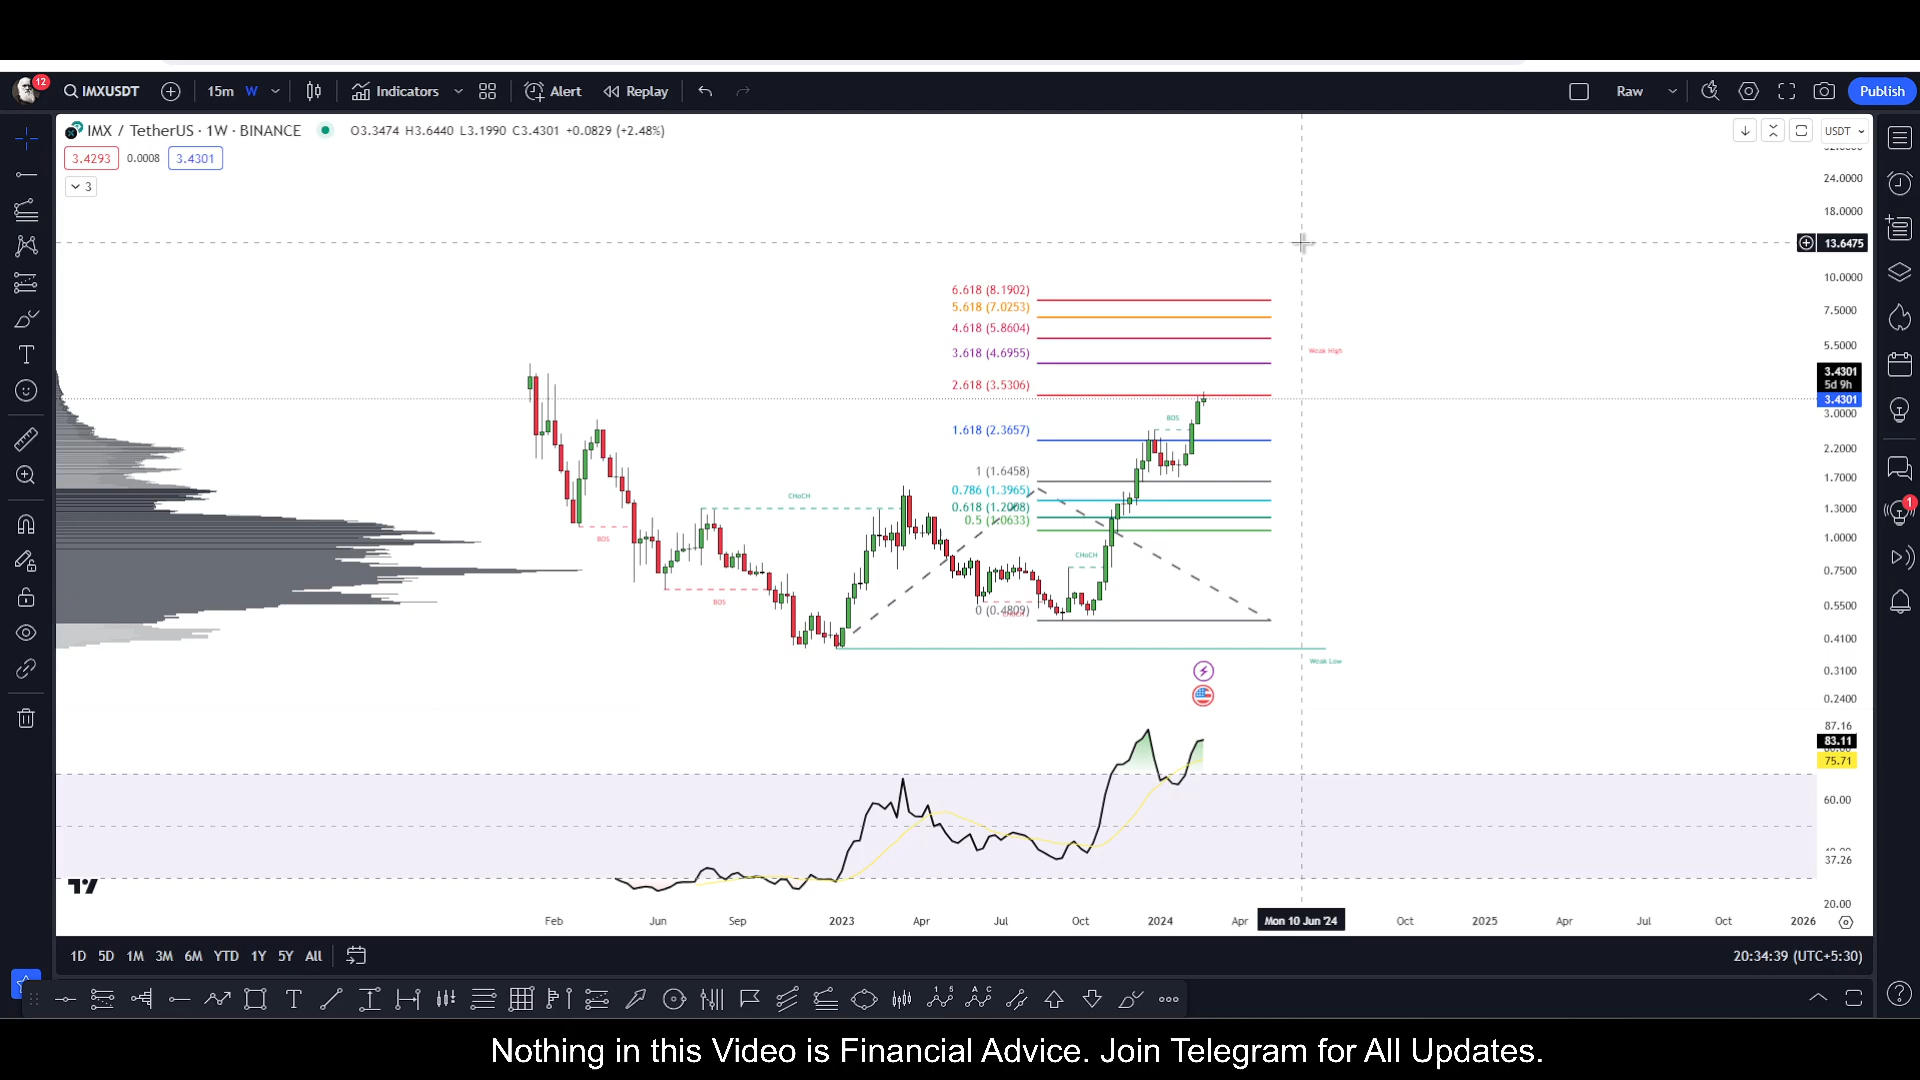 12
IMXUSDT 15m W Indicators Alert Replay Raw Publish
IMX / TetherUS · 1W · BINANCE O3.3474 H3.6440 L3.1990 C3.4301 +0.0829 (+2.48%)
USDT
3.4293 0.0008 3.4301
3
24.0000
18.0000
13.6475
10.0000
7.5000
5.5000
3.4301
5d 9h
3.4301
3.0000
2.2000
1.7000
1.3000
1.0000
0.7500
0.5500
0.4100
0.3100
0.2400
6.618 (8.1902)
5.618 (7.0253)
4.618 (5.8604)
3.618 (4.6955)
2.618 (3.5306)
1.618 (2.3657)
1 (1.6458)
0.786 (1.3965)
0.618 (1.2008)
0.5 (1.0633)
0 (0.4809)
Weak High
BOS
CHoCH
BOS
CHoCH
BOS
Weak Low
87.16
83.11
75.71
60.00
37.26
20.00
1
Feb Jun Sep 2023 Apr Jul Oct 2024 Apr Mon 10 Jun '24 Oct 2025 Apr Jul Oct 2026
1D 5D 1M 3M 6M YTD 1Y 5Y All 20:34:39 (UTC+5:30)
Nothing in this Video is Financial Advice. Join Telegram for All Updates.